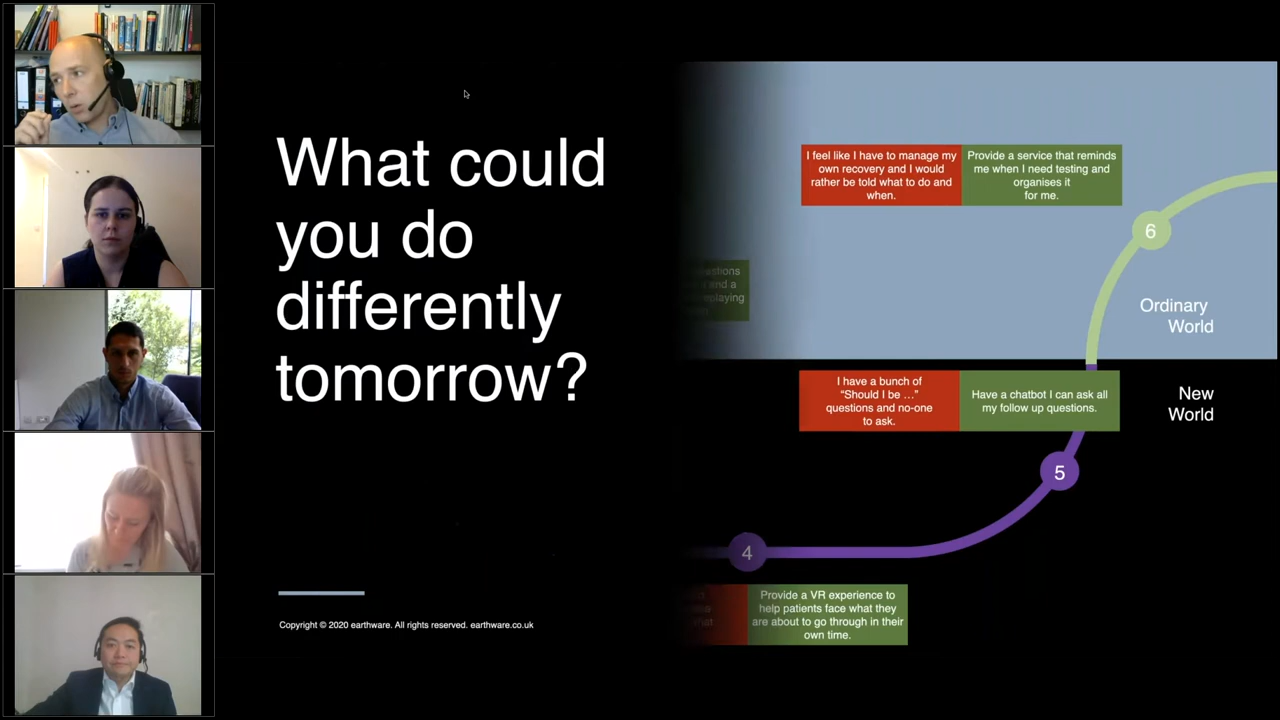 What could
you do
differently
tomorrow?
Copyright © 2020 earthware. All rights reserved. earthware.co.uk
I feel like I have to manage my
own recovery and I would
rather be told what to do and
when.
Provide a service that reminds
me when I need testing and
organises it
for me.
6
Ordinary
World
and a
I have a bunch of
“Should I be ...”
questions and no-one
to ask.
Have a chatbot I can ask all
my follow up questions.
New
World
5
4
Provide a VR experience to
help patients face what they
are about to go through in their
own time.